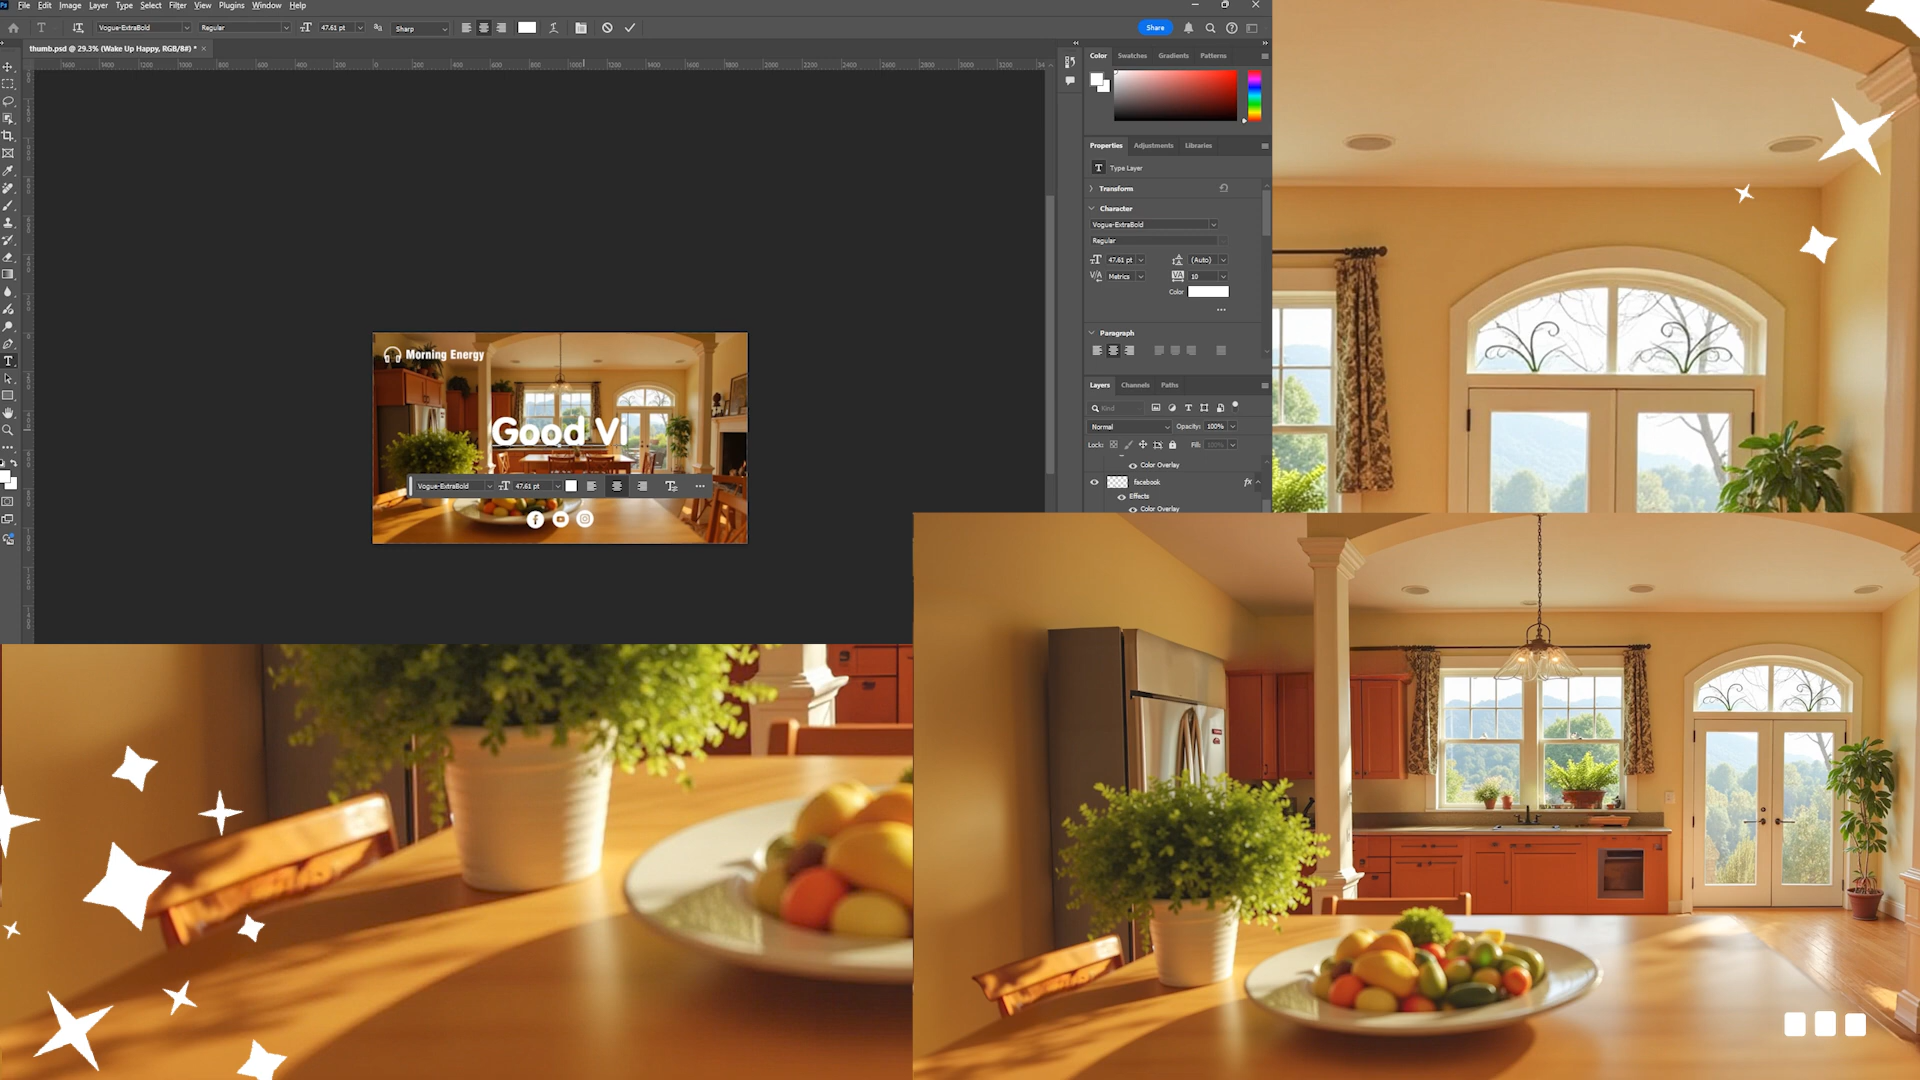 File Edit Image Layer Type Select Filter View Plugins Window Help
Vogue-ExtraBold Regular 47.61 pt Sharp Share
thumb.psd @ 29.3% (Wake Up Happy, RGB/8#) *
Color Swatches Gradients Patterns
Properties Adjustments Libraries
Type Layer
Transform
Character
Vogue-ExtraBold
Regular
47.61 pt (Auto)
Metrics 10
Color
Paragraph
Layers Channels Paths
Kind
Normal Opacity: 100%
Lock: Fill: 100%
Color Overlay
facebook fx
Effects
Color Overlay
Morning Energy
Good Vi
Vogue-ExtraBold 47.61 pt